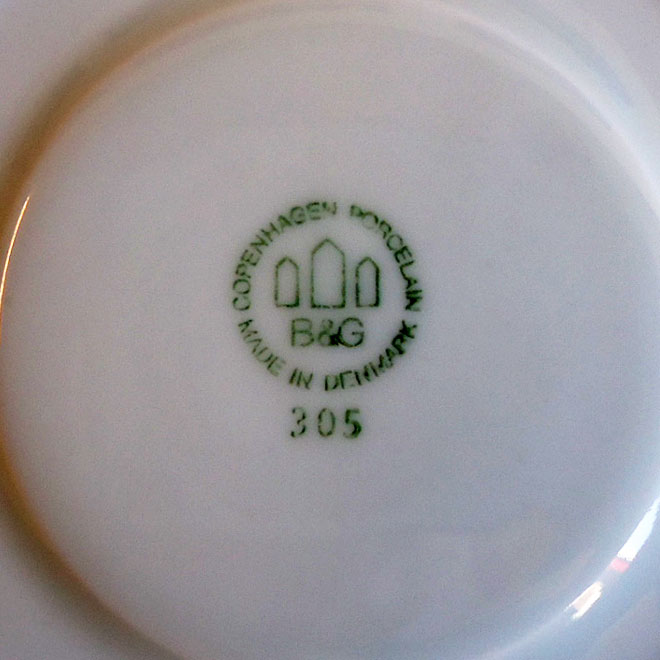 COPENHAGEN PORCELAIN
B&G
MADE IN DENMARK
305